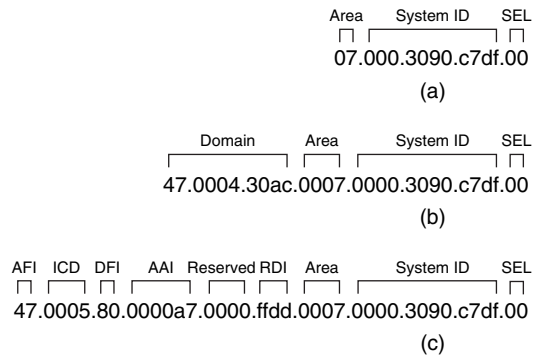 Area System ID SEL
07.000.3090.c7df.00
(a)
Domain Area System ID SEL
47.0004.30ac.0007.0000.3090.c7df.00
(b)
AFI ICD DFI AAI Reserved RDI Area System ID SEL
47.0005.80.0000a7.0000.ffdd.0007.0000.3090.c7df.00
(c)